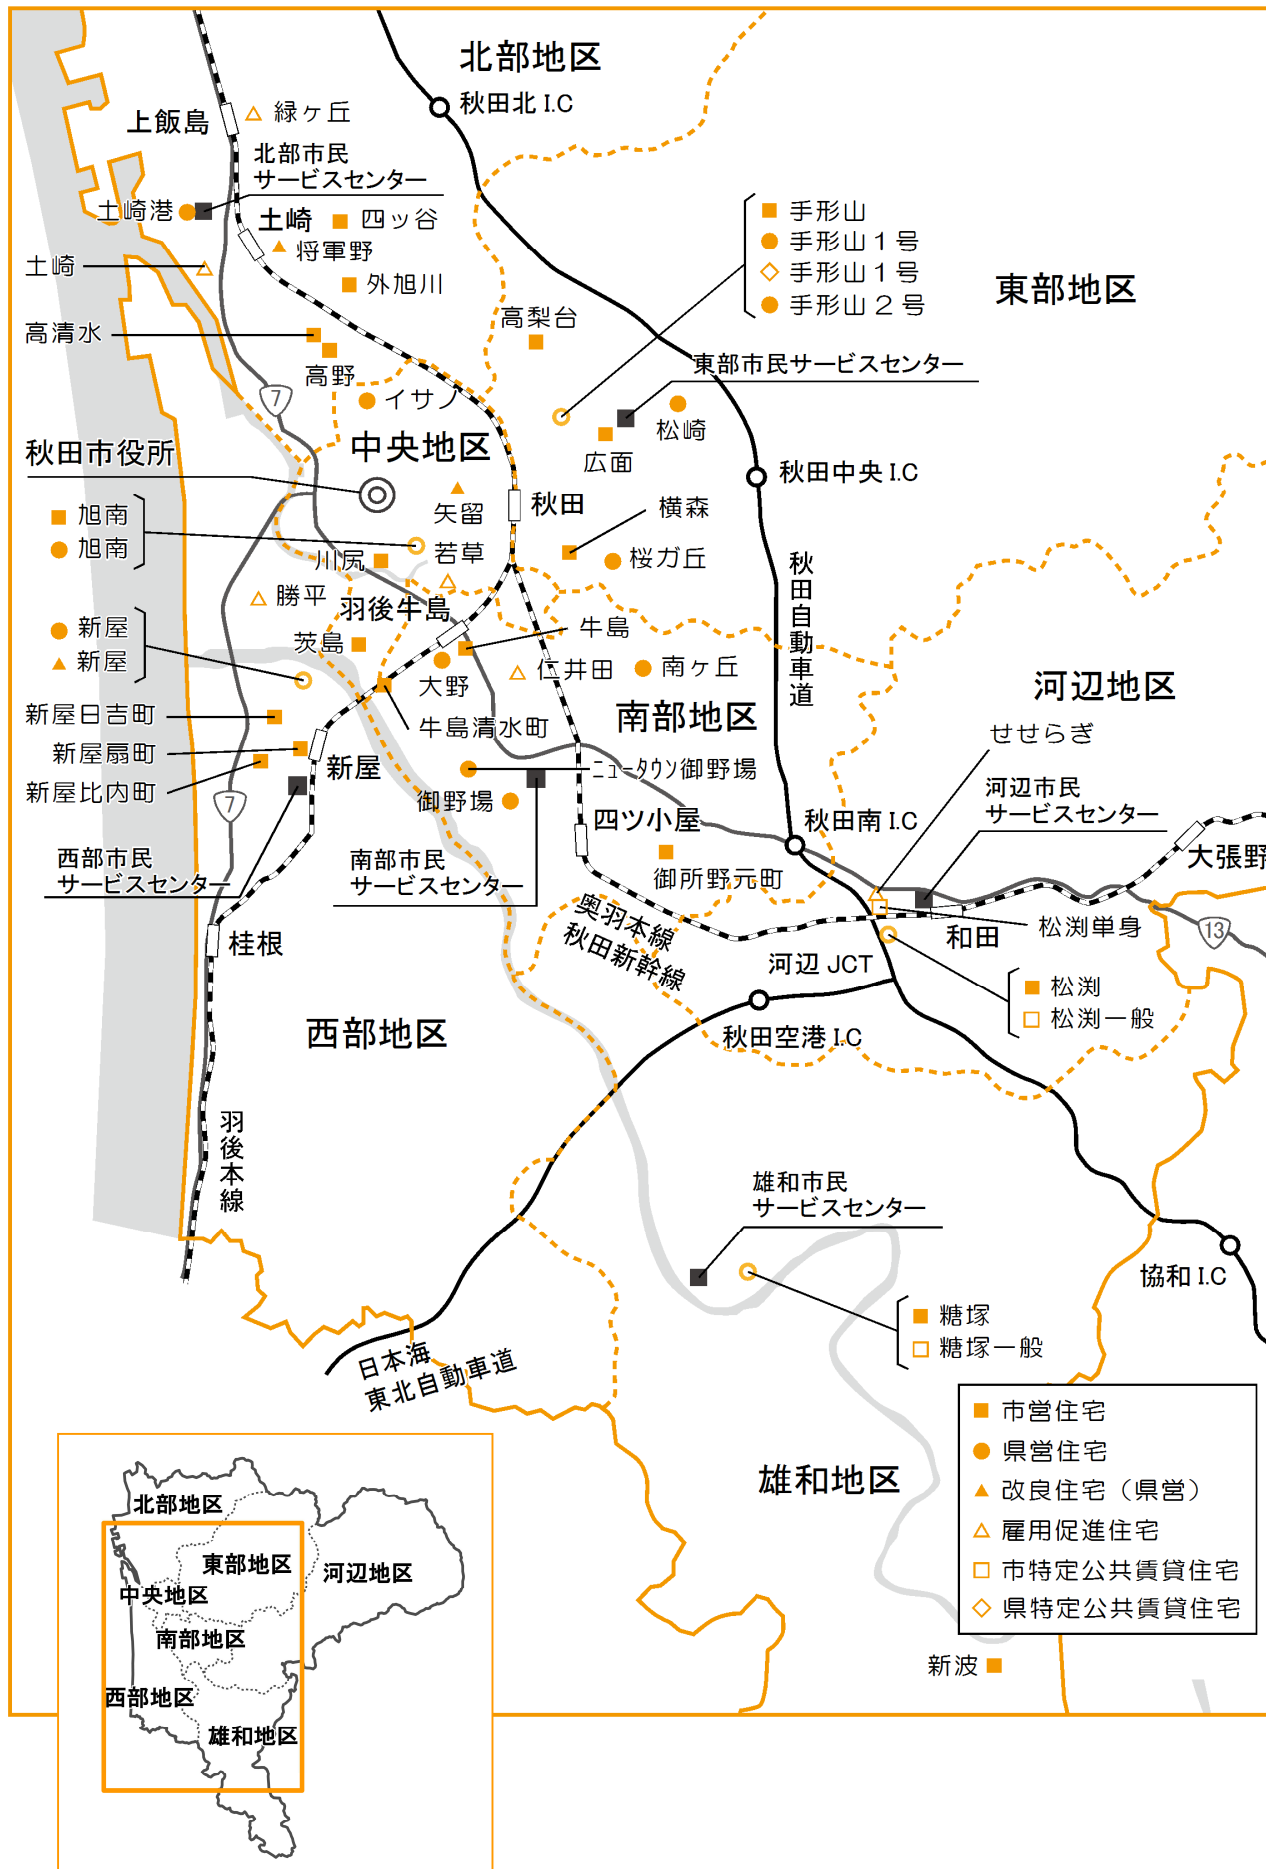 北部地区
秋田北 I.C
上飯島
緑ヶ丘
北部市民
サービスセンター
土崎港
土崎
四ッ谷
将軍野
外旭川
土崎
手形山
手形山1号
手形山1号
手形山2号
東部地区
高清水
高野
高梨台
東部市民サービスセンター
7
イサノ
松崎
広面
中央地区
秋田市役所
秋田中央 I.C
矢留
秋田
横森
旭南
旭南
若草
川尻
桜ガ丘
秋田自動車道
勝平
羽後牛島
新屋
新屋
茨島
牛島
大野
仁井田
南ヶ丘
河辺地区
新屋日吉町
牛島清水町
南部地区
せせらぎ
新屋扇町
新屋
ニュータウン御野場
河辺市民
サービスセンター
新屋比内町
7
御野場
四ツ小屋
秋田南 I.C
西部市民
サービスセンター
南部市民
サービスセンター
御所野元町
大張野
奥羽本線
秋田新幹線
松渕単身
13
和田
桂根
河辺 JCT
松渕
松渕一般
西部地区
秋田空港 I.C
羽後本線
雄和市民
サービスセンター
協和 I.C
糖塚
糖塚一般
日本海
東北自動車道
市営住宅
県営住宅
改良住宅（県営）
雇用促進住宅
市特定公共賃貸住宅
県特定公共賃貸住宅
雄和地区
新波
北部地区
東部地区
河辺地区
中央地区
南部地区
西部地区
雄和地区